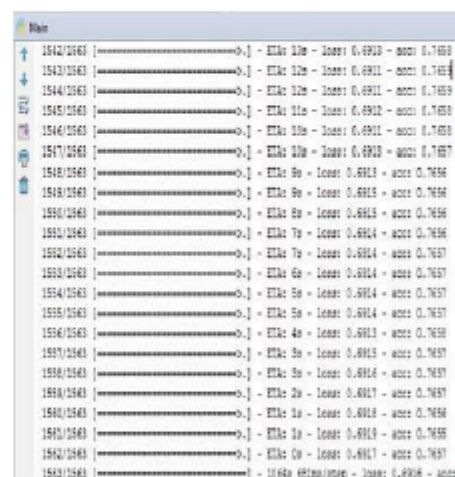 Main
1542/1563 [==============================>.] - ETA: 13s - loss: 0.6913 - acc: 0.7658
1543/1563 [==============================>.] - ETA: 12s - loss: 0.6911 - acc: 0.7659
1544/1563 [==============================>.] - ETA: 12s - loss: 0.6911 - acc: 0.7659
1545/1563 [==============================>.] - ETA: 11s - loss: 0.6912 - acc: 0.7658
1546/1563 [==============================>.] - ETA: 10s - loss: 0.6911 - acc: 0.7658
1547/1563 [==============================>.] - ETA: 10s - loss: 0.6913 - acc: 0.7657
1548/1563 [==============================>.] - ETA: 9s - loss: 0.6913 - acc: 0.7656
1549/1563 [==============================>.] - ETA: 9s - loss: 0.6915 - acc: 0.7656
1550/1563 [==============================>.] - ETA: 8s - loss: 0.6915 - acc: 0.7656
1551/1563 [==============================>.] - ETA: 7s - loss: 0.6914 - acc: 0.7656
1552/1563 [==============================>.] - ETA: 7s - loss: 0.6914 - acc: 0.7657
1553/1563 [==============================>.] - ETA: 6s - loss: 0.6914 - acc: 0.7657
1554/1563 [==============================>.] - ETA: 5s - loss: 0.6914 - acc: 0.7657
1555/1563 [==============================>.] - ETA: 5s - loss: 0.6914 - acc: 0.7657
1556/1563 [==============================>.] - ETA: 4s - loss: 0.6913 - acc: 0.7658
1557/1563 [==============================>.] - ETA: 3s - loss: 0.6915 - acc: 0.7657
1558/1563 [==============================>.] - ETA: 3s - loss: 0.6916 - acc: 0.7657
1559/1563 [==============================>.] - ETA: 2s - loss: 0.6917 - acc: 0.7657
1560/1563 [==============================>.] - ETA: 1s - loss: 0.6918 - acc: 0.7656
1561/1563 [==============================>.] - ETA: 1s - loss: 0.6919 - acc: 0.7655
1562/1563 [==============================>.] - ETA: 0s - loss: 0.6917 - acc: 0.7657
1563/1563 [==============================] - 1064s 681ms/step - loss: 0.6916 - acc: